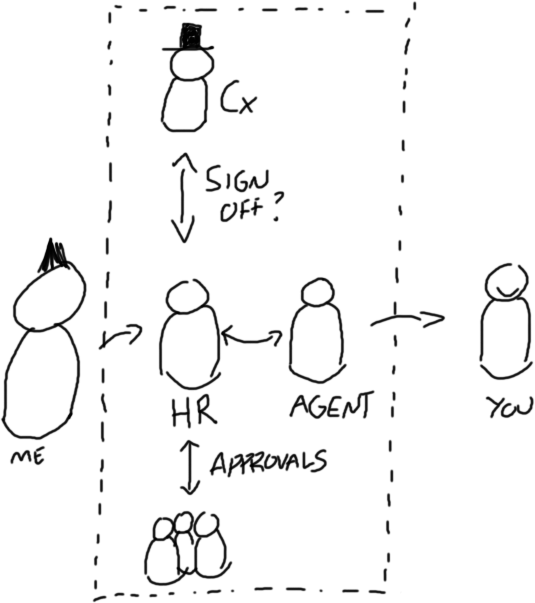 Cx
SIGN
OFF?
HR
AGENT
YOU
ME
APPROVALS